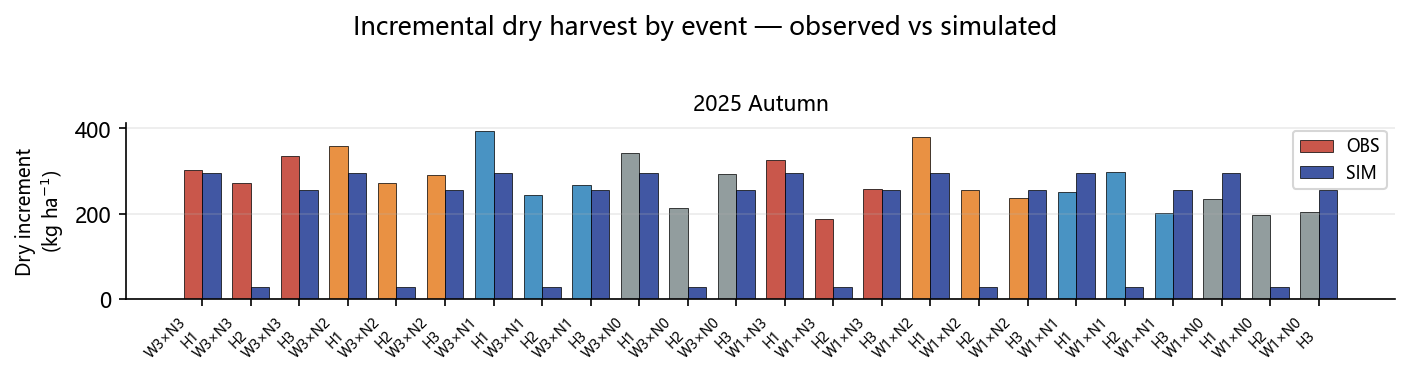 Incremental dry harvest by event — observed vs simulated
2025 Autumn
Dry increment
(kg ha⁻¹)
400
200
0
OBS
SIM
W3×N3
H1
W3×N3
H2
W3×N3
H3
W3×N2
H1
W3×N2
H2
W3×N2
H3
W3×N1
H1
W3×N1
H2
W3×N1
H3
W3×N0
H1
W3×N0
H2
W3×N0
H3
W1×N3
H1
W1×N3
H2
W1×N3
H3
W1×N2
H1
W1×N2
H2
W1×N2
H3
W1×N1
H1
W1×N1
H2
W1×N1
H3
W1×N0
H1
W1×N0
H2
W1×N0
H3